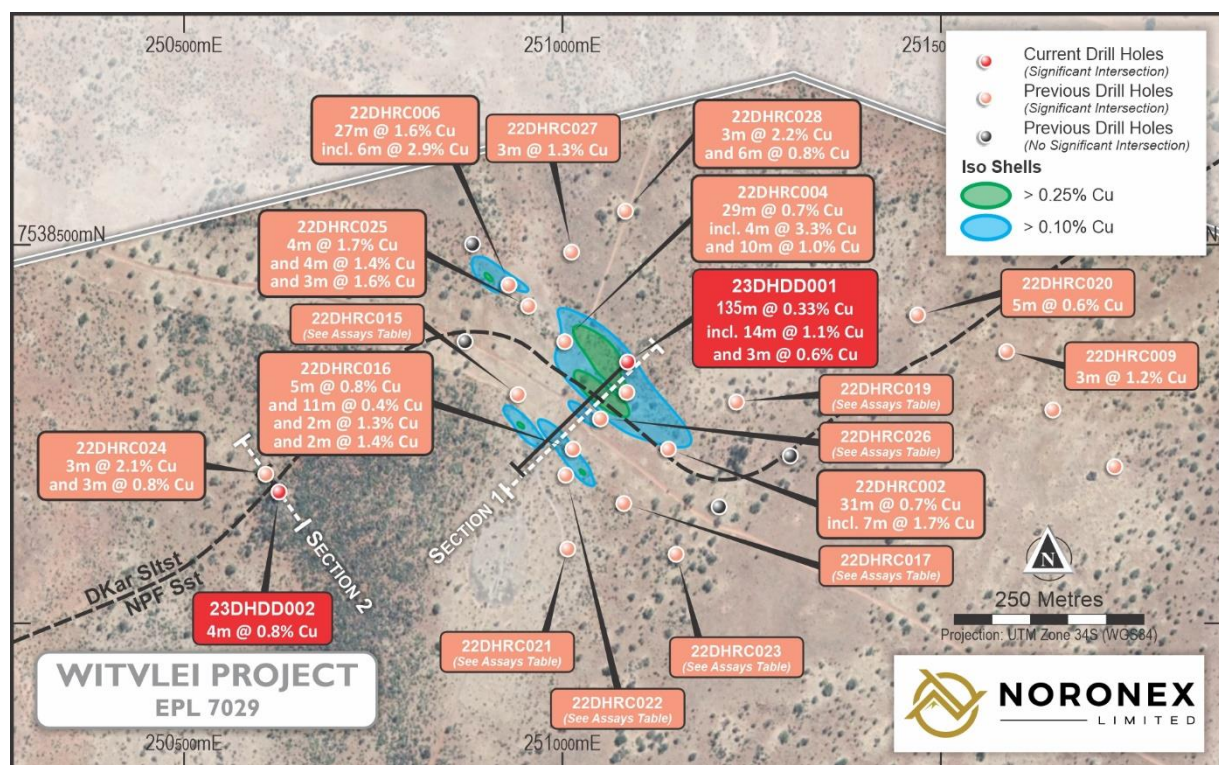 250500mE
251000mE
251500
7538500mN
N
Current Drill Holes
(Significant Intersection)
Previous Drill Holes
(Significant Intersection)
Previous Drill Holes
(No Significant Intersection)
Iso Shells
> 0.25% Cu
> 0.10% Cu
22DHRC006
27m @ 1.6% Cu
incl. 6m @ 2.9% Cu
22DHRC027
3m @ 1.3% Cu
22DHRC028
3m @ 2.2% Cu
and 6m @ 0.8% Cu
22DHRC004
29m @ 0.7% Cu
incl. 4m @ 3.3% Cu
and 10m @ 1.0% Cu
22DHRC025
4m @ 1.7% Cu
and 4m @ 1.4% Cu
and 3m @ 1.6% Cu
23DHDD001
135m @ 0.33% Cu
incl. 14m @ 1.1% Cu
and 3m @ 0.6% Cu
22DHRC020
5m @ 0.6% Cu
22DHRC015
(See Assays Table)
22DHRC009
3m @ 1.2% Cu
22DHRC016
5m @ 0.8% Cu
and 11m @ 0.4% Cu
and 2m @ 1.3% Cu
and 2m @ 1.4% Cu
22DHRC019
(See Assays Table)
22DHRC026
(See Assays Table)
22DHRC024
3m @ 2.1% Cu
and 3m @ 0.8% Cu
22DHRC002
31m @ 0.7% Cu
incl. 7m @ 1.7% Cu
SECTION 1
SECTION 2
22DHRC017
(See Assays Table)
DKar Sltst
NPF Sst
23DHDD002
4m @ 0.8% Cu
22DHRC021
(See Assays Table)
22DHRC023
(See Assays Table)
22DHRC022
(See Assays Table)
N
250 Metres
Projection: UTM Zone 34S (WGS84)
WITVLEI PROJECT
EPL 7029
NORONEX
LIMITED
250500mE
251000mE